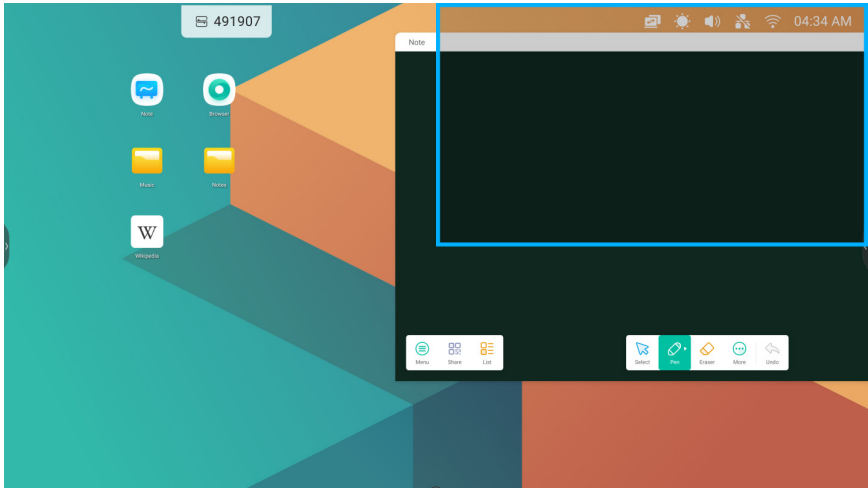 491907
04:34 AM
Note
Note
Browser
Music
Notes
W
Wikipedia
Menu
Share
List
Select
Pen
Eraser
More
Undo